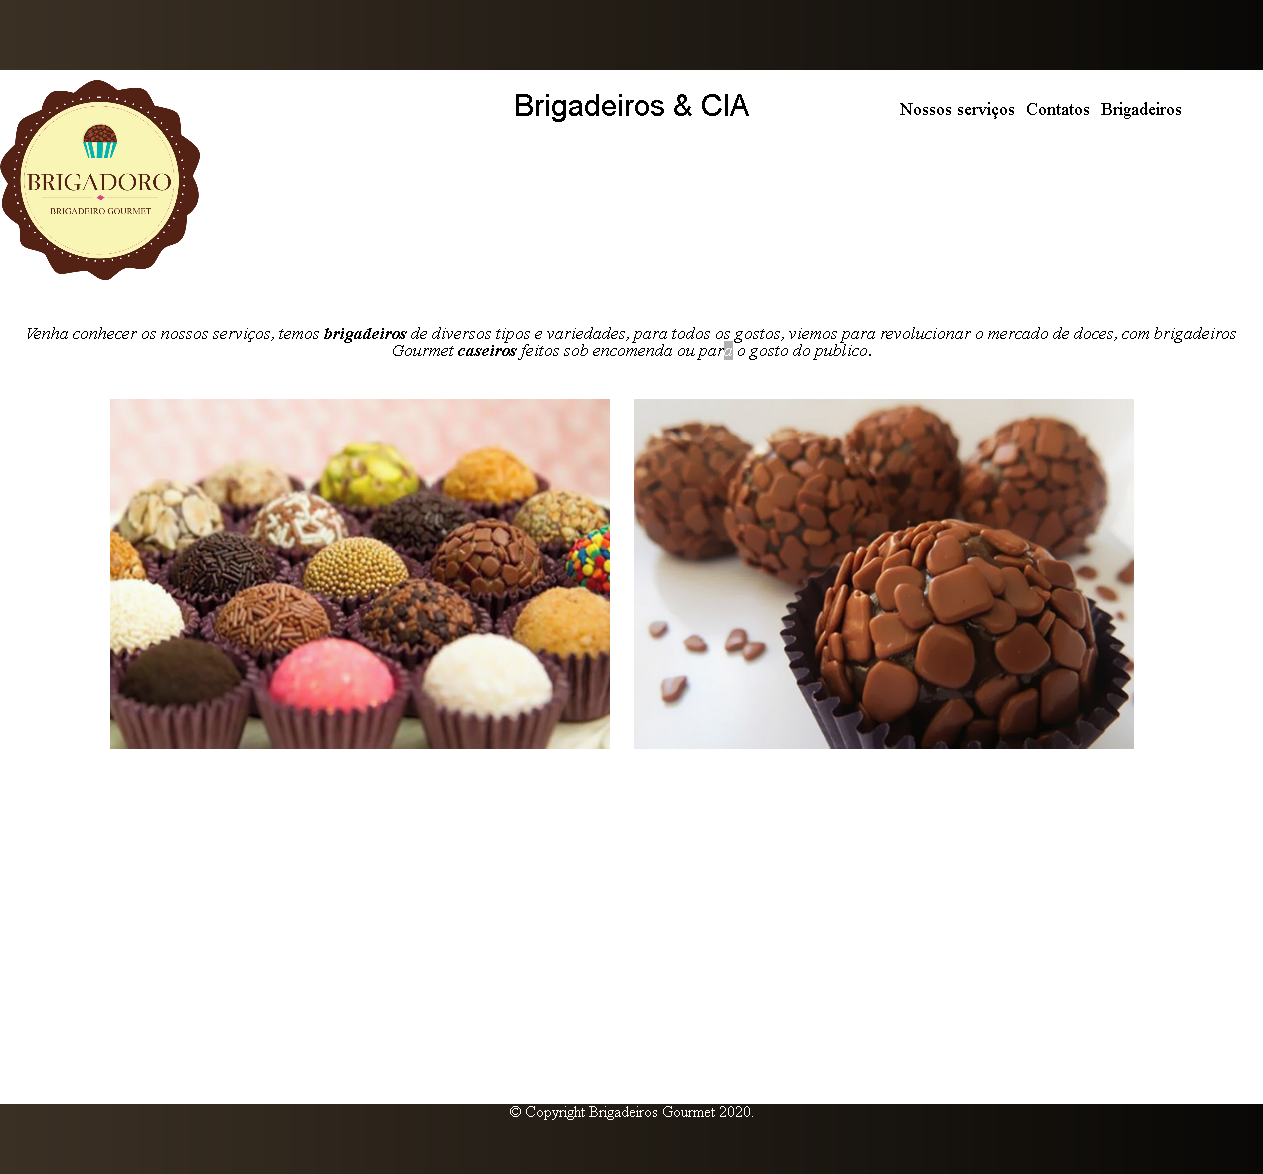 Brigadeiros & CIA
Nossos serviços Contatos Brigadeiros
BRIGADORO
BRIGADEIRO GOURMET
Venha conhecer os nossos serviços, temos brigadeiros de diversos tipos e variedades, para todos os gostos, viemos para revolucionar o mercado de doces, com brigadeiros
Gourmet caseiros feitos sob encomenda ou para o gosto do publico.
© Copyright Brigadeiros Gourmet 2020.